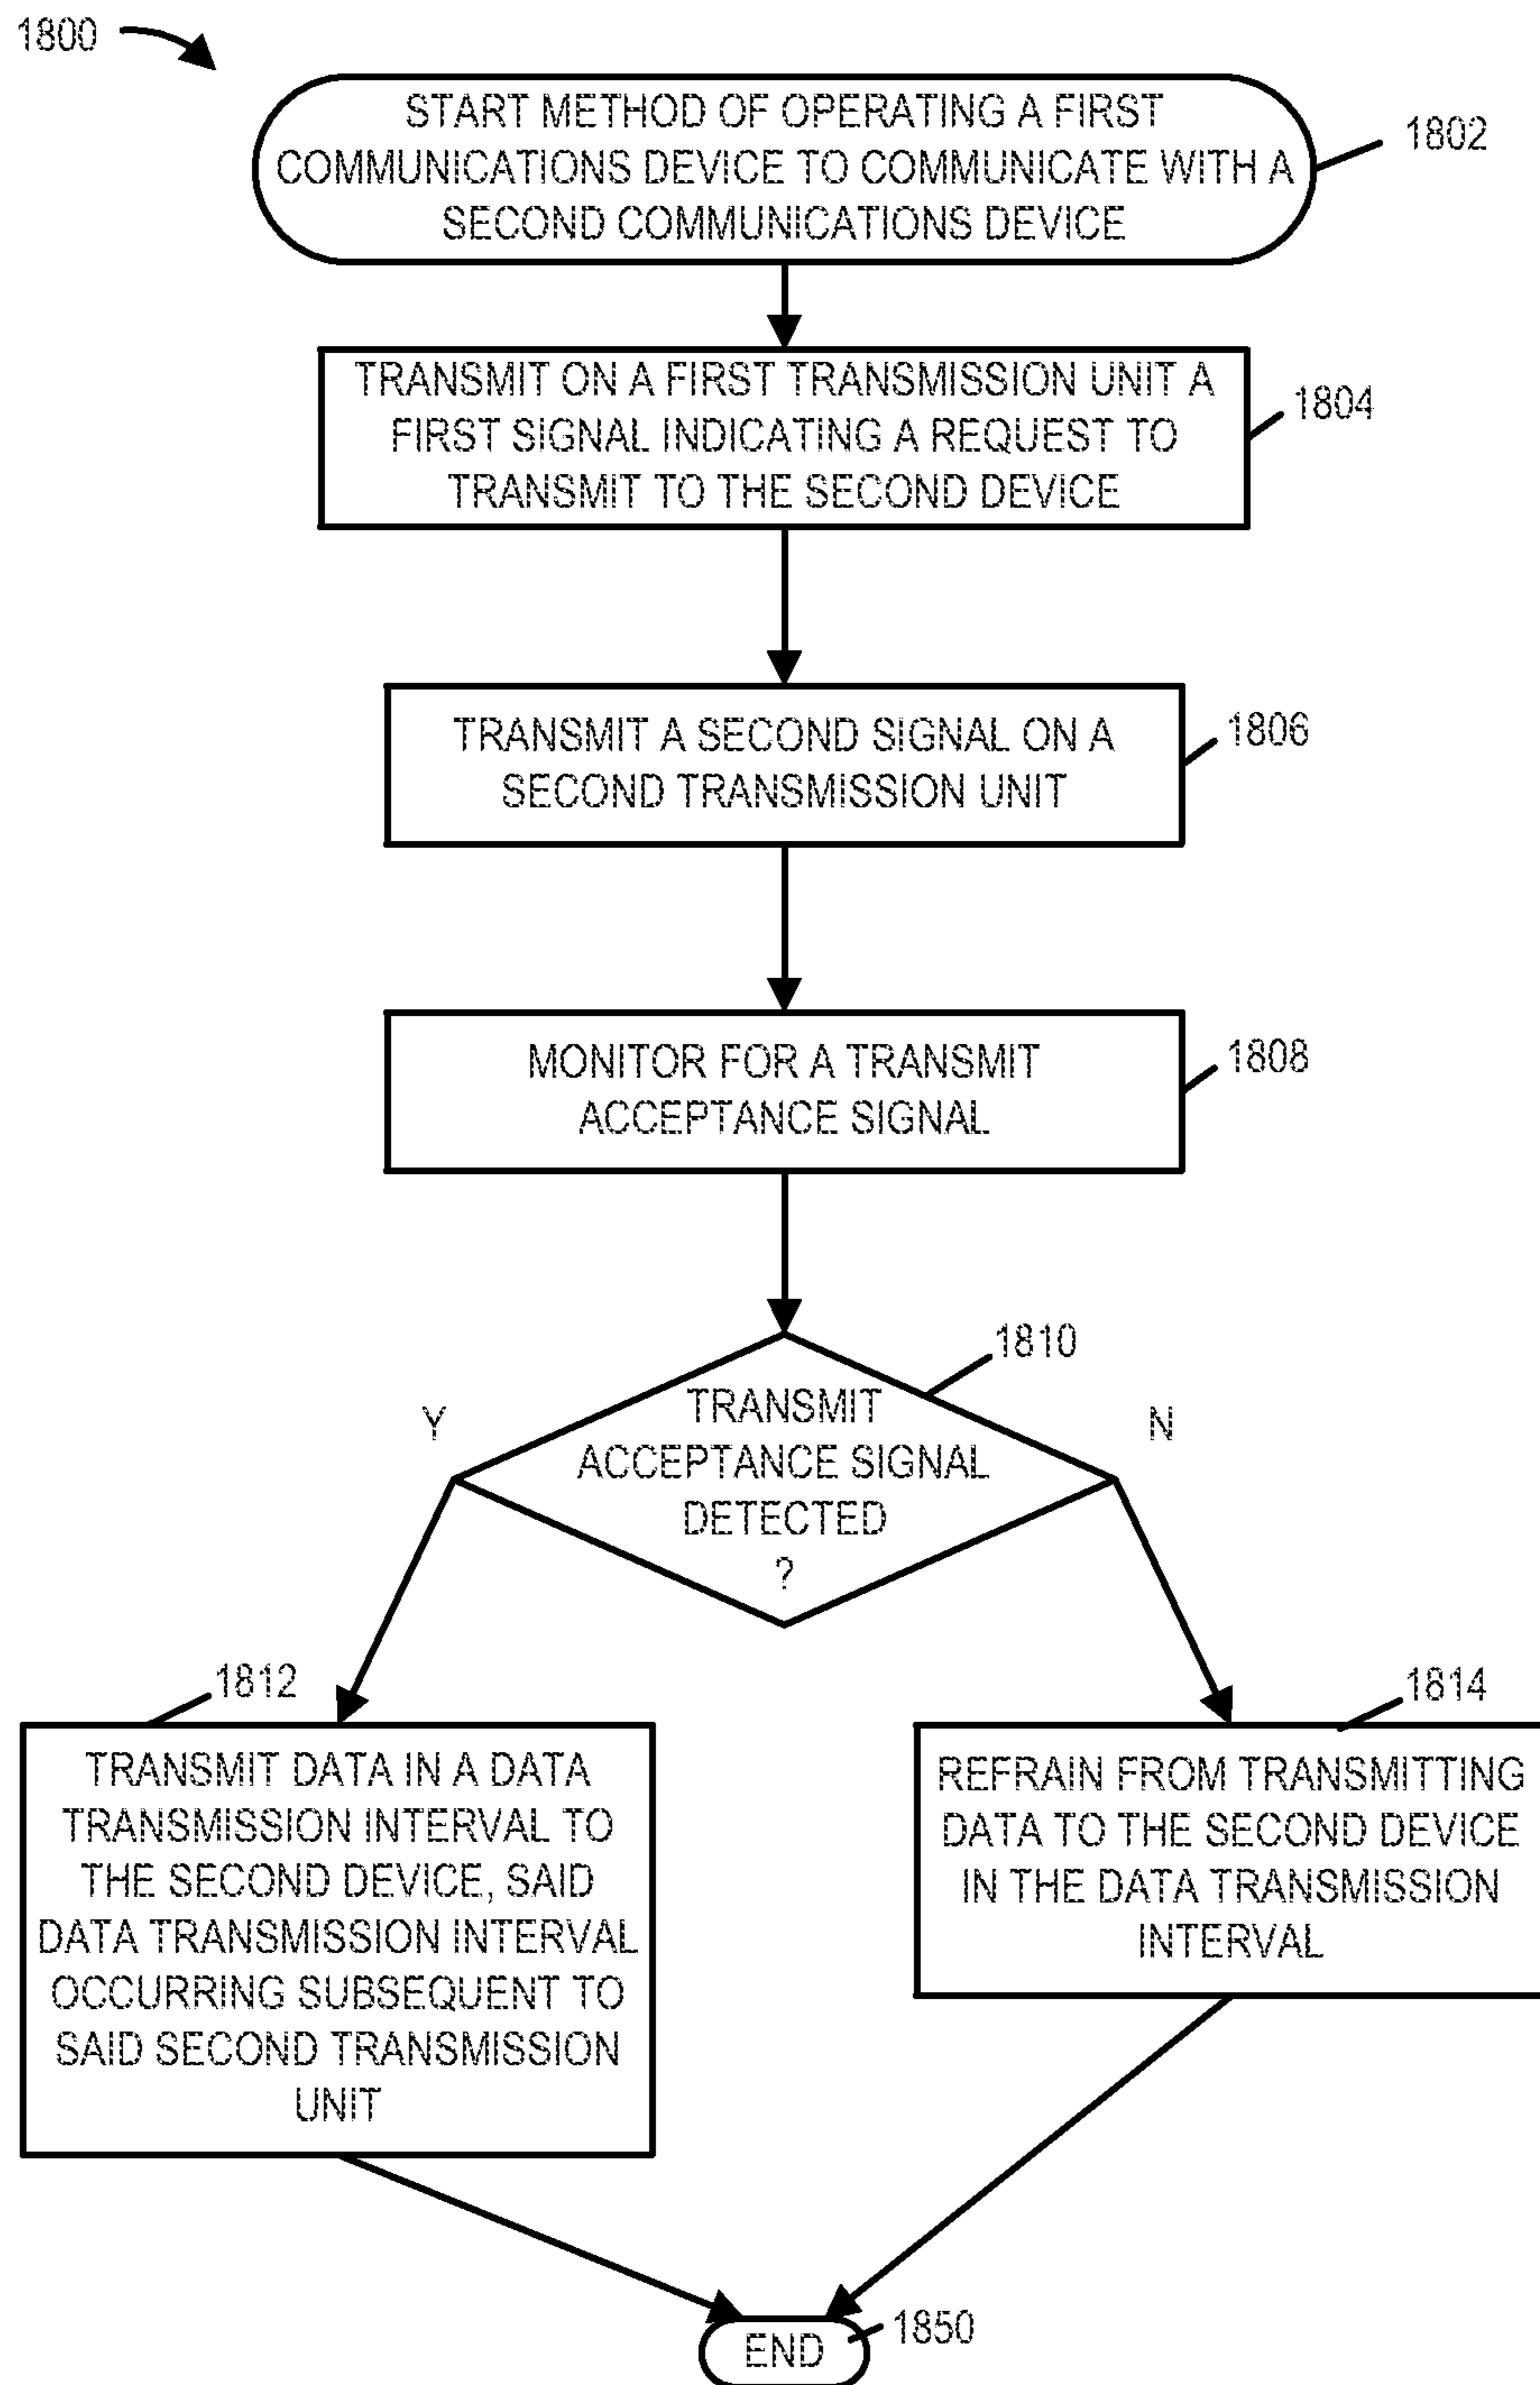 1800
START METHOD OF OPERATING A FIRST
COMMUNICATIONS DEVICE TO COMMUNICATE WITH A
SECOND COMMUNICATIONS DEVICE
1802
TRANSMIT ON A FIRST TRANSMISSION UNIT A
FIRST SIGNAL INDICATING A REQUEST TO
TRANSMIT TO THE SECOND DEVICE
1804
TRANSMIT A SECOND SIGNAL ON A
SECOND TRANSMISSION UNIT
1806
MONITOR FOR A TRANSMIT
ACCEPTANCE SIGNAL
1808
1810
TRANSMIT
ACCEPTANCE SIGNAL
DETECTED
?
Y
N
1812
TRANSMIT DATA IN A DATA
TRANSMISSION INTERVAL TO
THE SECOND DEVICE, SAID
DATA TRANSMISSION INTERVAL
OCCURRING SUBSEQUENT TO
SAID SECOND TRANSMISSION
UNIT
1814
REFRAIN FROM TRANSMITTING
DATA TO THE SECOND DEVICE
IN THE DATA TRANSMISSION
INTERVAL
END
1850